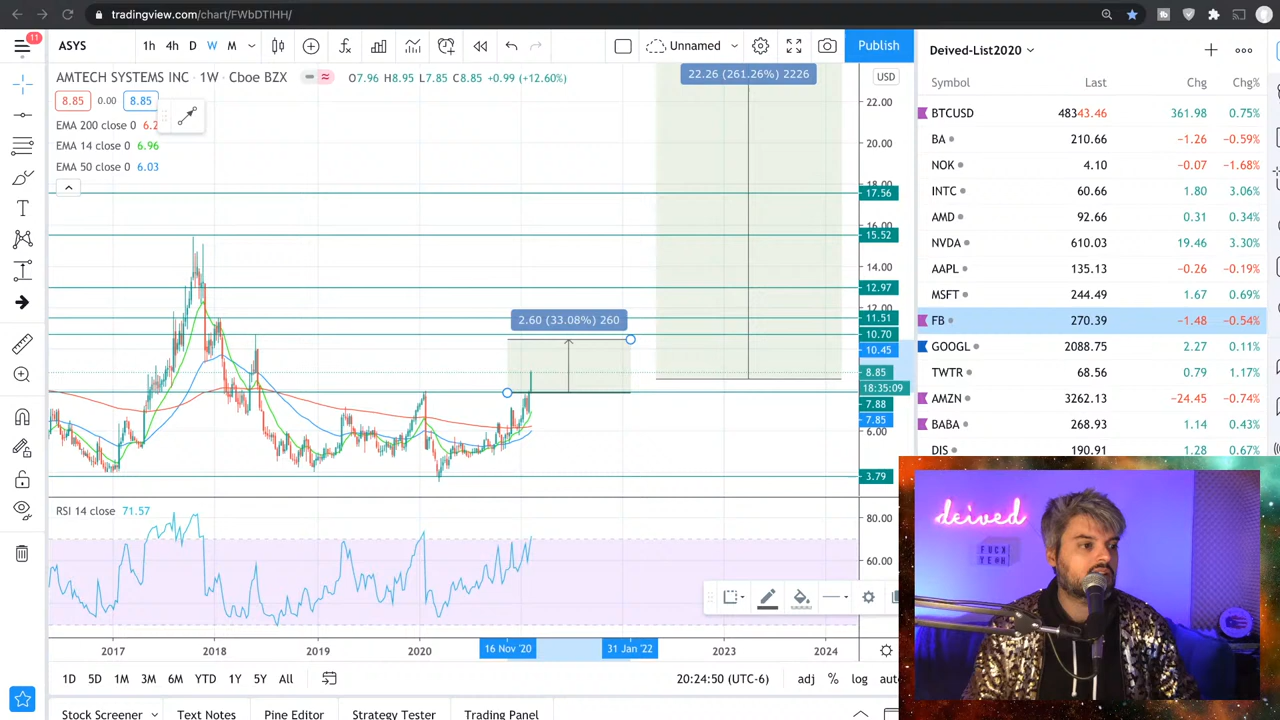 tradingview.com/chart/FWbDTIHH/
11
ASYS
1h 4h D W M
Unnamed
Publish
Deived-List2020
AMTECH SYSTEMS INC · 1W · Cboe BZX
O7.96 H8.95 L7.85 C8.85 +0.99 (+12.60%)
8.85 0.00 8.85
EMA 200 close 0 6.2
EMA 14 close 0 6.96
EMA 50 close 0 6.03
22.26 (261.26%) 2226
2.60 (33.08%) 260
USD
22.00
20.00
18.00
17.56
16.00
15.52
14.00
12.97
12.00
11.51
10.70
10.45
8.85
18:35:09
7.88
7.85
6.00
3.79
RSI 14 close 71.57
80.00
60.00
2017 2018 2019 2020 16 Nov '20 31 Jan '22 2023 2024
1D 5D 1M 3M 6M YTD 1Y 5Y All
20:24:50 (UTC-6) adj % log auto
Stock Screener Text Notes Pine Editor Strategy Tester Trading Panel
Symbol Last Chg Chg%
BTCUSD 48343.46 361.98 0.75%
BA 210.66 −1.26 −0.59%
NOK 4.10 −0.07 −1.68%
INTC 60.66 1.80 3.06%
AMD 92.66 0.31 0.34%
NVDA 610.03 19.46 3.30%
AAPL 135.13 −0.26 −0.19%
MSFT 244.49 1.67 0.69%
FB 270.39 −1.48 −0.54%
GOOGL 2088.75 2.27 0.11%
TWTR 68.56 0.79 1.17%
AMZN 3262.13 −24.45 −0.74%
BABA 268.93 1.14 0.43%
DIS 190.91 1.28 0.67%
deived
FUCK
YEAH